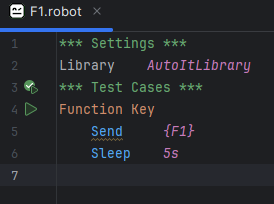 F1.robot ×
1 *** Settings ***
2 Library    AutoItLibrary
3 *** Test Cases ***
4 Function Key
5     Send    {F1}
6     Sleep    5s
7